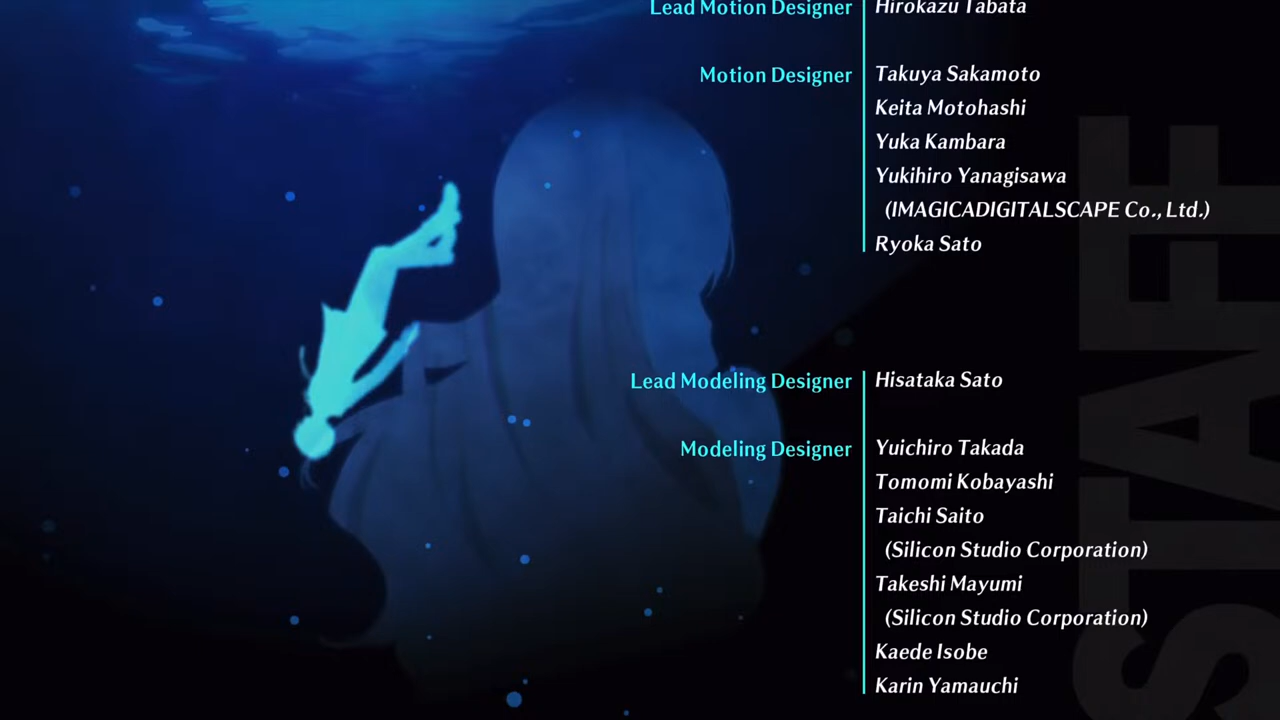 Lead Motion Designer Hirokazu Tabata
Motion Designer Takuya Sakamoto
Keita Motohashi
Yuka Kambara
Yukihiro Yanagisawa
(IMAGICADIGITALSCAPE Co., Ltd.)
Ryoka Sato
Lead Modeling Designer Hisataka Sato
Modeling Designer Yuichiro Takada
Tomomi Kobayashi
Taichi Saito
(Silicon Studio Corporation)
Takeshi Mayumi
(Silicon Studio Corporation)
Kaede Isobe
Karin Yamauchi
STAFF